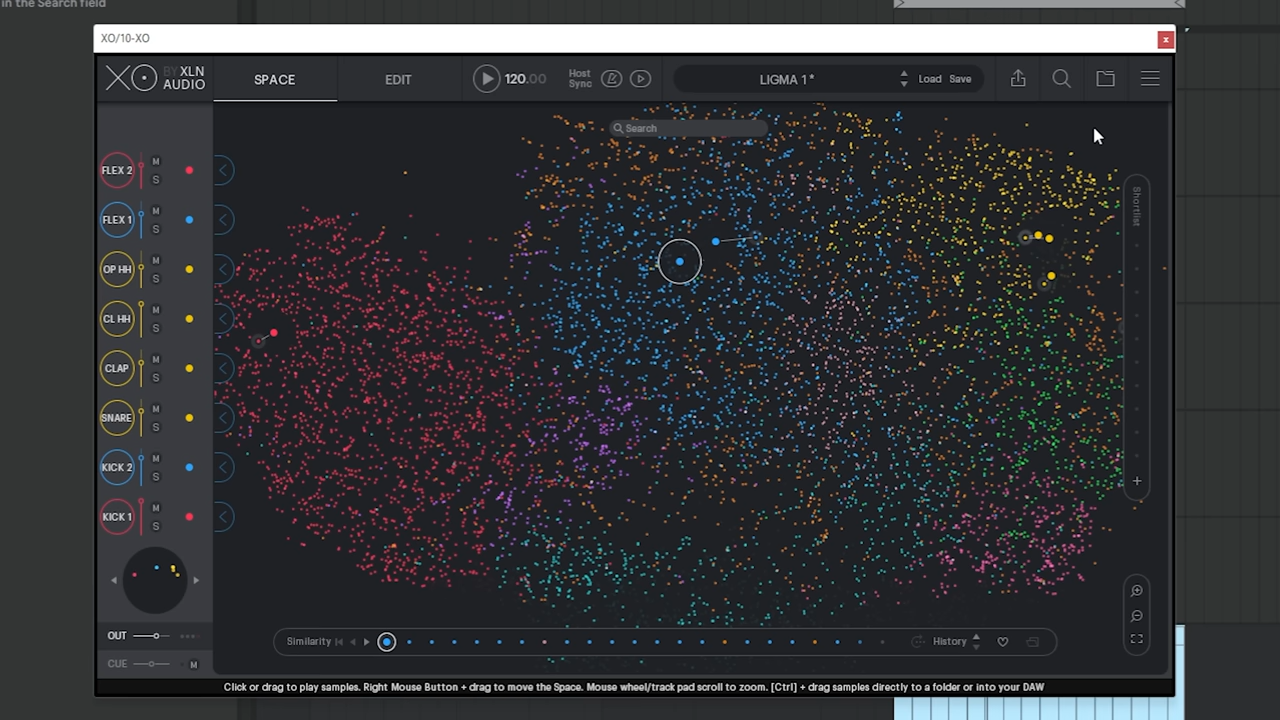 in the Search field
XO/10-XO
x
XO BY XLN AUDIO
SPACE
EDIT
120.00
Host Sync
LIGMA 1*
Load Save
Search
Shortlist
FLEX 2 M S
FLEX 1 M S
OP HH M S
CL HH M S
CLAP M S
SNARE M S
KICK 2 M S
KICK 1 M S
OUT
CUE M
Similarity
History
Click or drag to play samples. Right Mouse Button + drag to move the Space. Mouse wheel/track pad scroll to zoom. [Ctrl] + drag samples directly to a folder or into your DAW